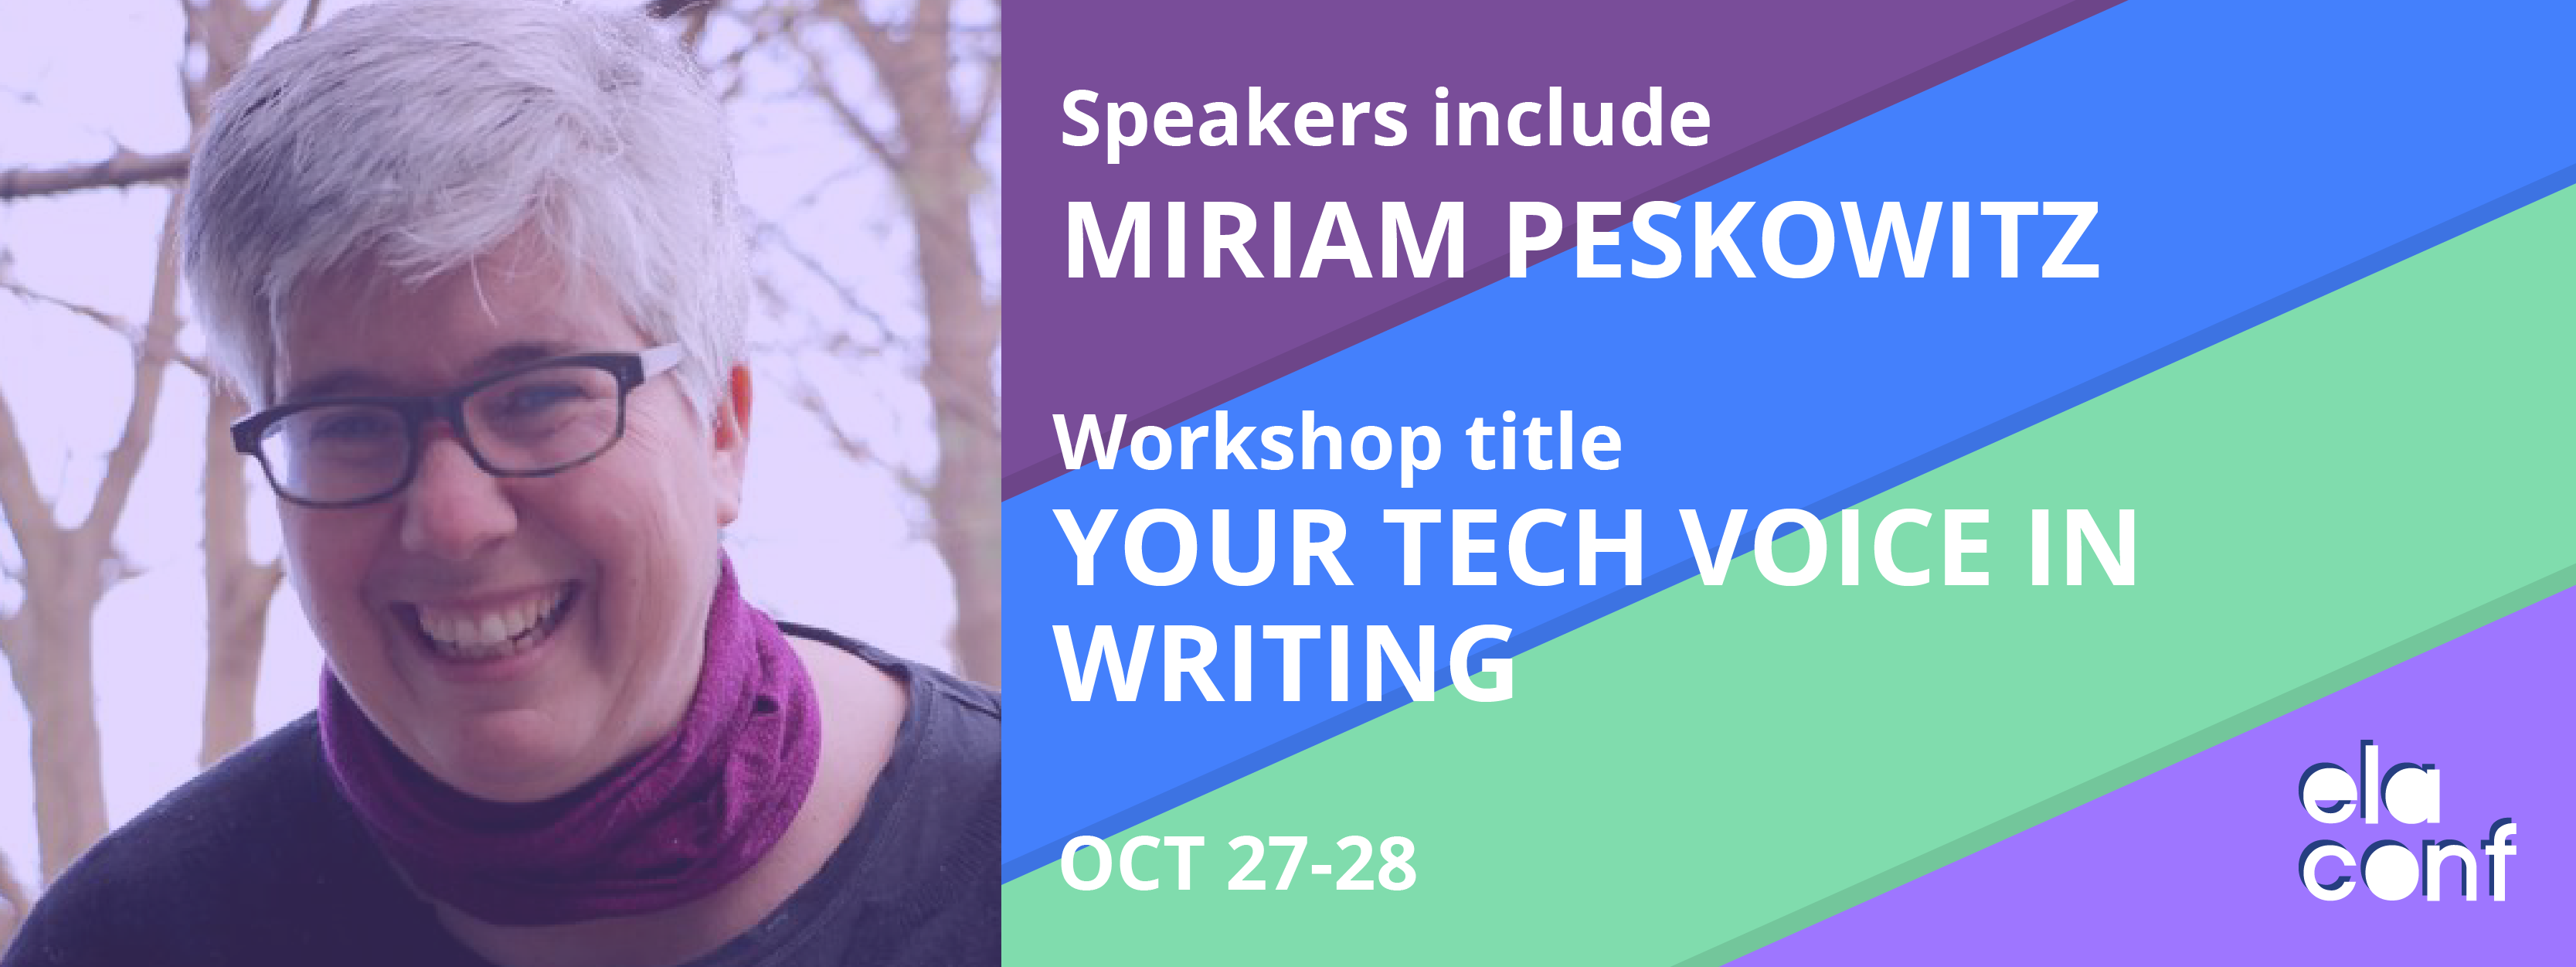 Speakers include
MIRIAM PESKOWITZ
Workshop title
YOUR TECH VOICE IN
WRITING
OCT 27-28
ela
conf